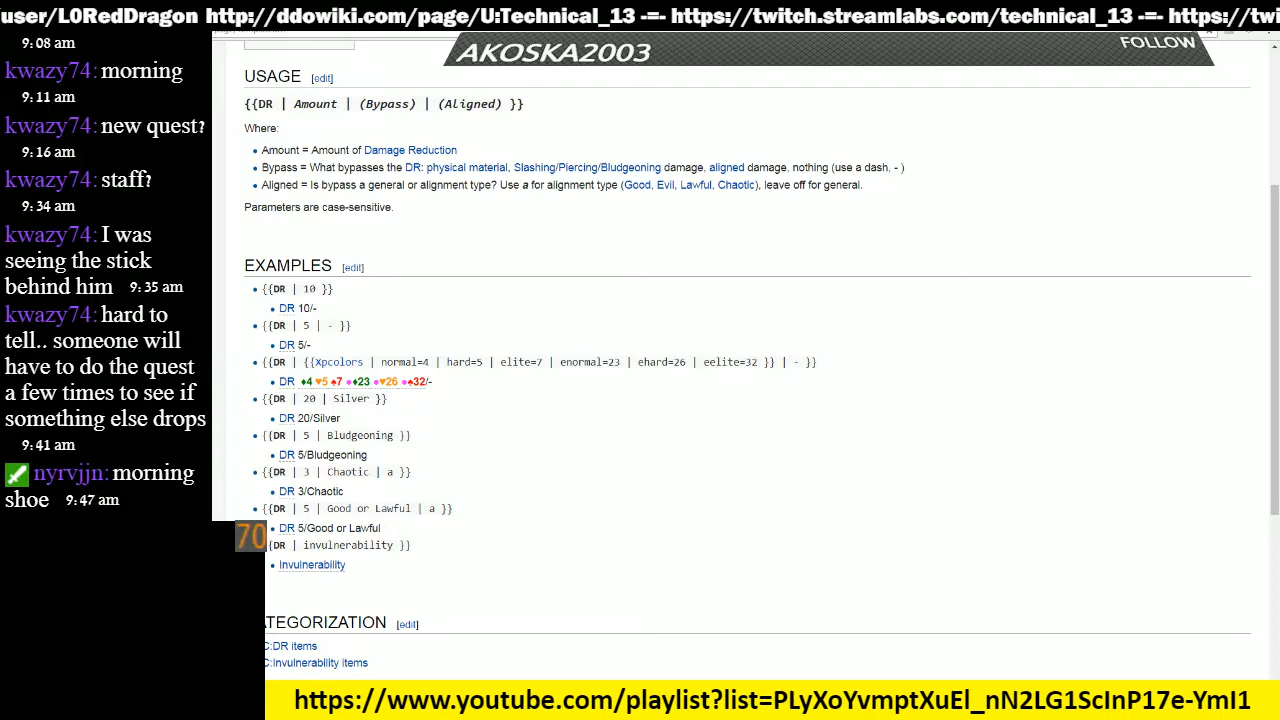 /user/L0RedDragon http://ddowiki.com/page/U:Technical_13 -=- https://twitch.streamlabs.com/technical_13 -=- https://twi
9:08 am
kwazy74: morning
9:11 am
kwazy74: new quest?
9:16 am
kwazy74: staff?
9:34 am
kwazy74: I was
seeing the stick
behind him 9:35 am
kwazy74: hard to
tell.. someone will
have to do the quest
a few times to see if
something else drops
9:41 am
nyrvjjn: morning
shoe 9:47 am
AKOSKA2003
FOLLOW
USAGE [edit]
{{DR | Amount | (Bypass) | (Aligned) }}
Where:
Amount = Amount of Damage Reduction
Bypass = What bypasses the DR: physical material, Slashing/Piercing/Bludgeoning damage, aligned damage, nothing (use a dash, - )
Aligned = Is bypass a general or alignment type? Use a for alignment type (Good, Evil, Lawful, Chaotic), leave off for general.
Parameters are case-sensitive.
EXAMPLES [edit]
{{DR | 10 }}
DR 10/-
{{DR | 5 | - }}
DR 5/-
{{DR | {{Xpcolors | normal=4 | hard=5 | elite=7 | enormal=23 | ehard=26 | eelite=32 }} | - }}
DR ♦4 ♥5 ♠7 ●♦23 ●♥26 ●♠32/-
{{DR | 20 | Silver }}
DR 20/Silver
{{DR | 5 | Bludgeoning }}
DR 5/Bludgeoning
{{DR | 3 | Chaotic | a }}
DR 3/Chaotic
{{DR | 5 | Good or Lawful | a }}
DR 5/Good or Lawful
70
{DR | invulnerability }}
Invulnerability
ATEGORIZATION [edit]
C:DR items
C:Invulnerability items
https://www.youtube.com/playlist?list=PLyXoYvmptXuEl_nN2LG1ScInP17e-YmI1